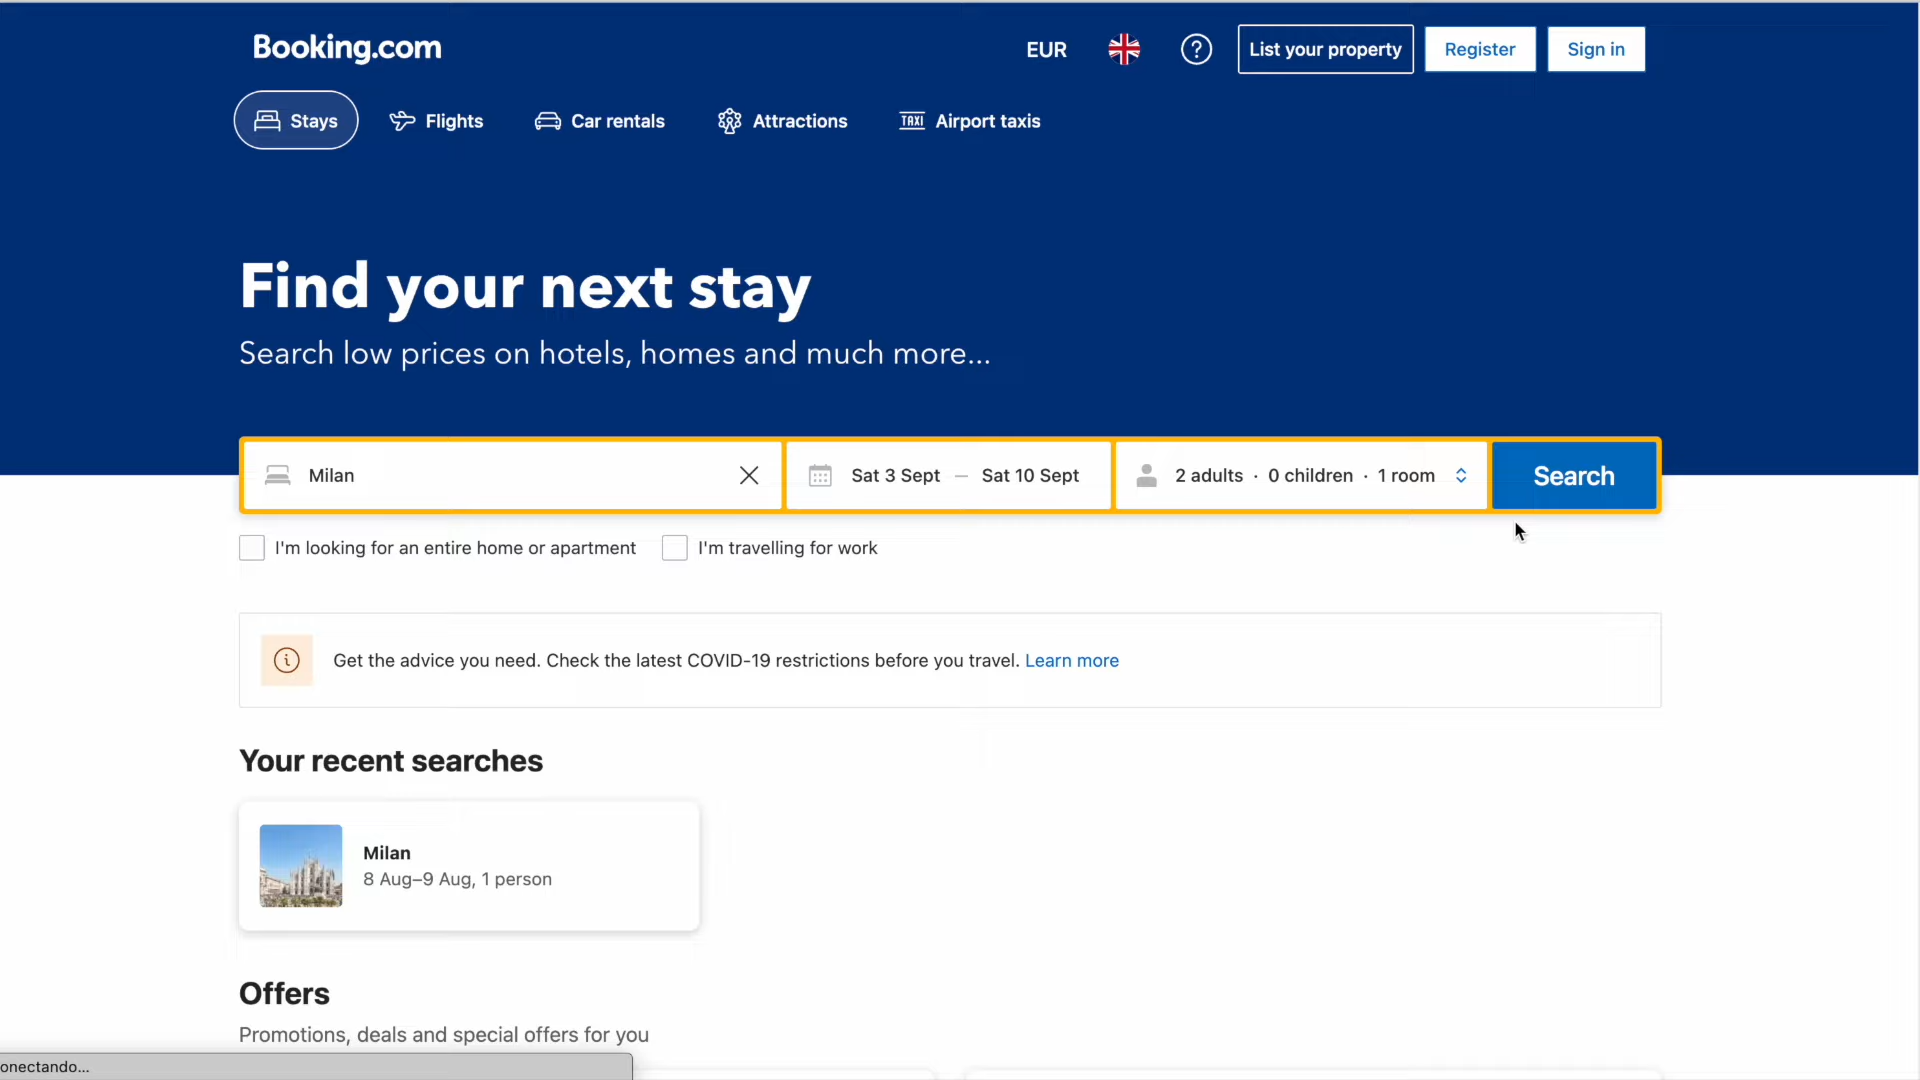 Booking.com
EUR
?
List your property
Register
Sign in
Stays
Flights
Car rentals
Attractions
TAXI
Airport taxis
Find your next stay
Search low prices on hotels, homes and much more...
Milan
Sat 3 Sept — Sat 10 Sept
2 adults · 0 children · 1 room
Search
I'm looking for an entire home or apartment
I'm travelling for work
Get the advice you need. Check the latest COVID-19 restrictions before you travel. Learn more
Your recent searches
Milan
8 Aug–9 Aug, 1 person
Offers
Promotions, deals and special offers for you
onectando...